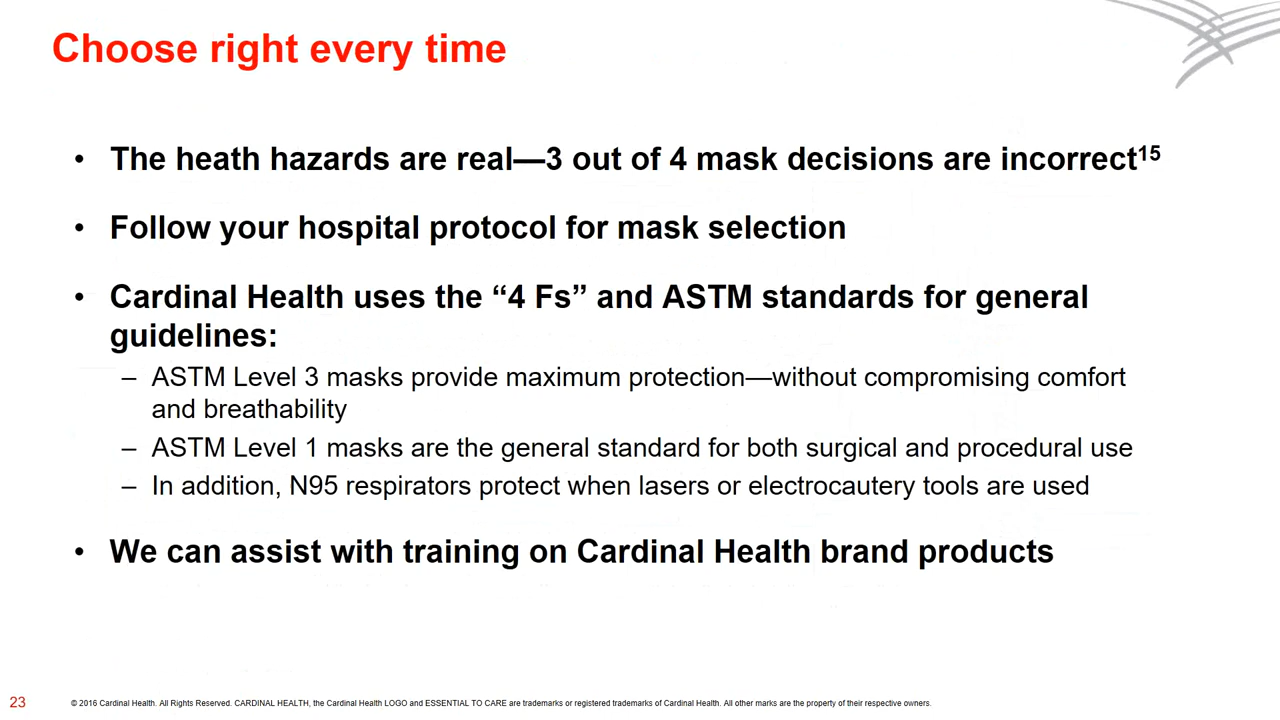 Choose right every time
• The heath hazards are real—3 out of 4 mask decisions are incorrect15
• Follow your hospital protocol for mask selection
• Cardinal Health uses the “4 Fs” and ASTM standards for general
guidelines:
– ASTM Level 3 masks provide maximum protection—without compromising comfort
and breathability
– ASTM Level 1 masks are the general standard for both surgical and procedural use
– In addition, N95 respirators protect when lasers or electrocautery tools are used
• We can assist with training on Cardinal Health brand products
23
© 2016 Cardinal Health. All Rights Reserved. CARDINAL HEALTH, the Cardinal Health LOGO and ESSENTIAL TO CARE are trademarks or registered trademarks of Cardinal Health. All other marks are the property of their respective owners.